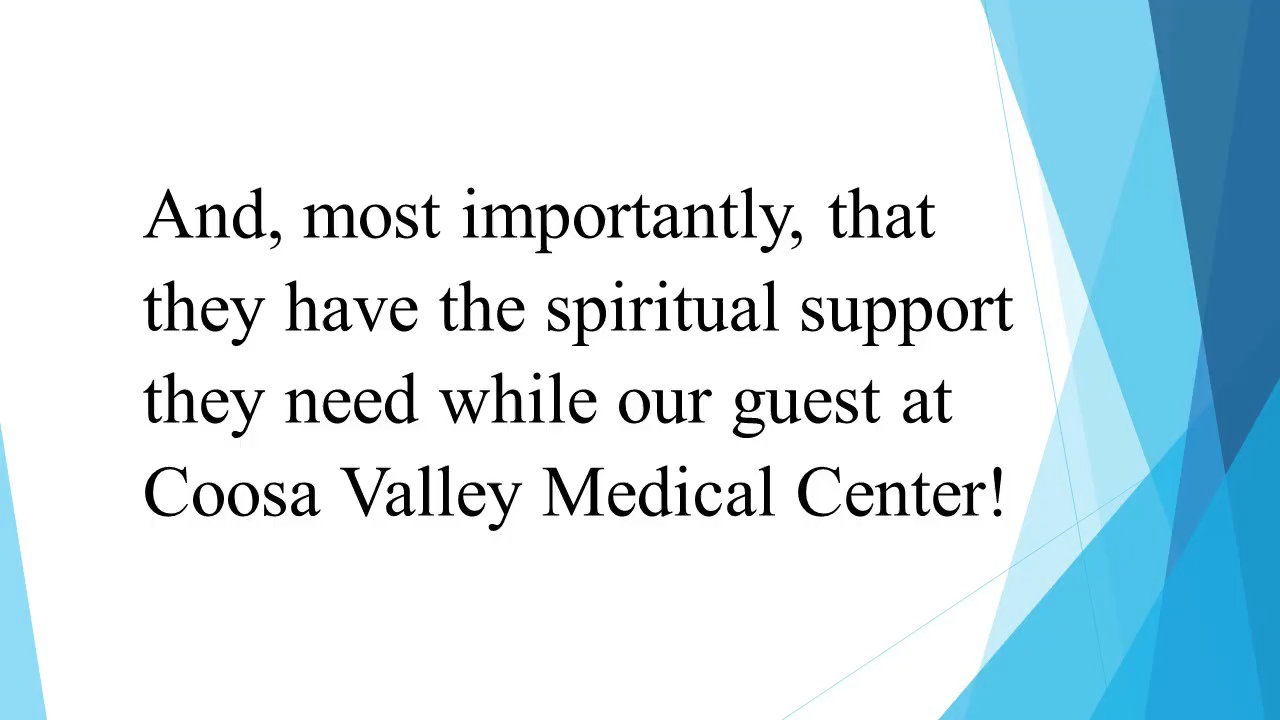 And, most importantly, that
they have the spiritual support
they need while our guest at
Coosa Valley Medical Center!